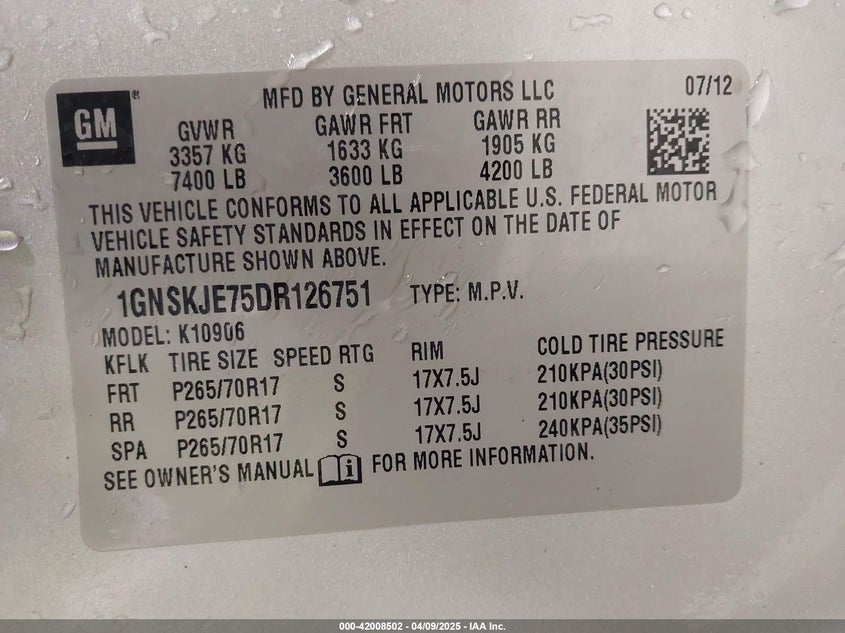 GM
®
MFD BY GENERAL MOTORS LLC
07/12
GVWR GAWR FRT GAWR RR
3357 KG 1633 KG 1905 KG
7400 LB 3600 LB 4200 LB
THIS VEHICLE CONFORMS TO ALL APPLICABLE U.S. FEDERAL MOTOR
VEHICLE SAFETY STANDARDS IN EFFECT ON THE DATE OF
MANUFACTURE SHOWN ABOVE.
1GNSKJE75DR126751 TYPE: M.P.V.
MODEL: K10906
KFLK TIRE SIZE SPEED RTG RIM COLD TIRE PRESSURE
FRT P265/70R17 S 17X7.5J 210KPA(30PSI)
RR P265/70R17 S 17X7.5J 210KPA(30PSI)
SPA P265/70R17 S 17X7.5J 240KPA(35PSI)
SEE OWNER'S MANUAL i FOR MORE INFORMATION.
000-42008502 - 04/09/2025 - IAA Inc.